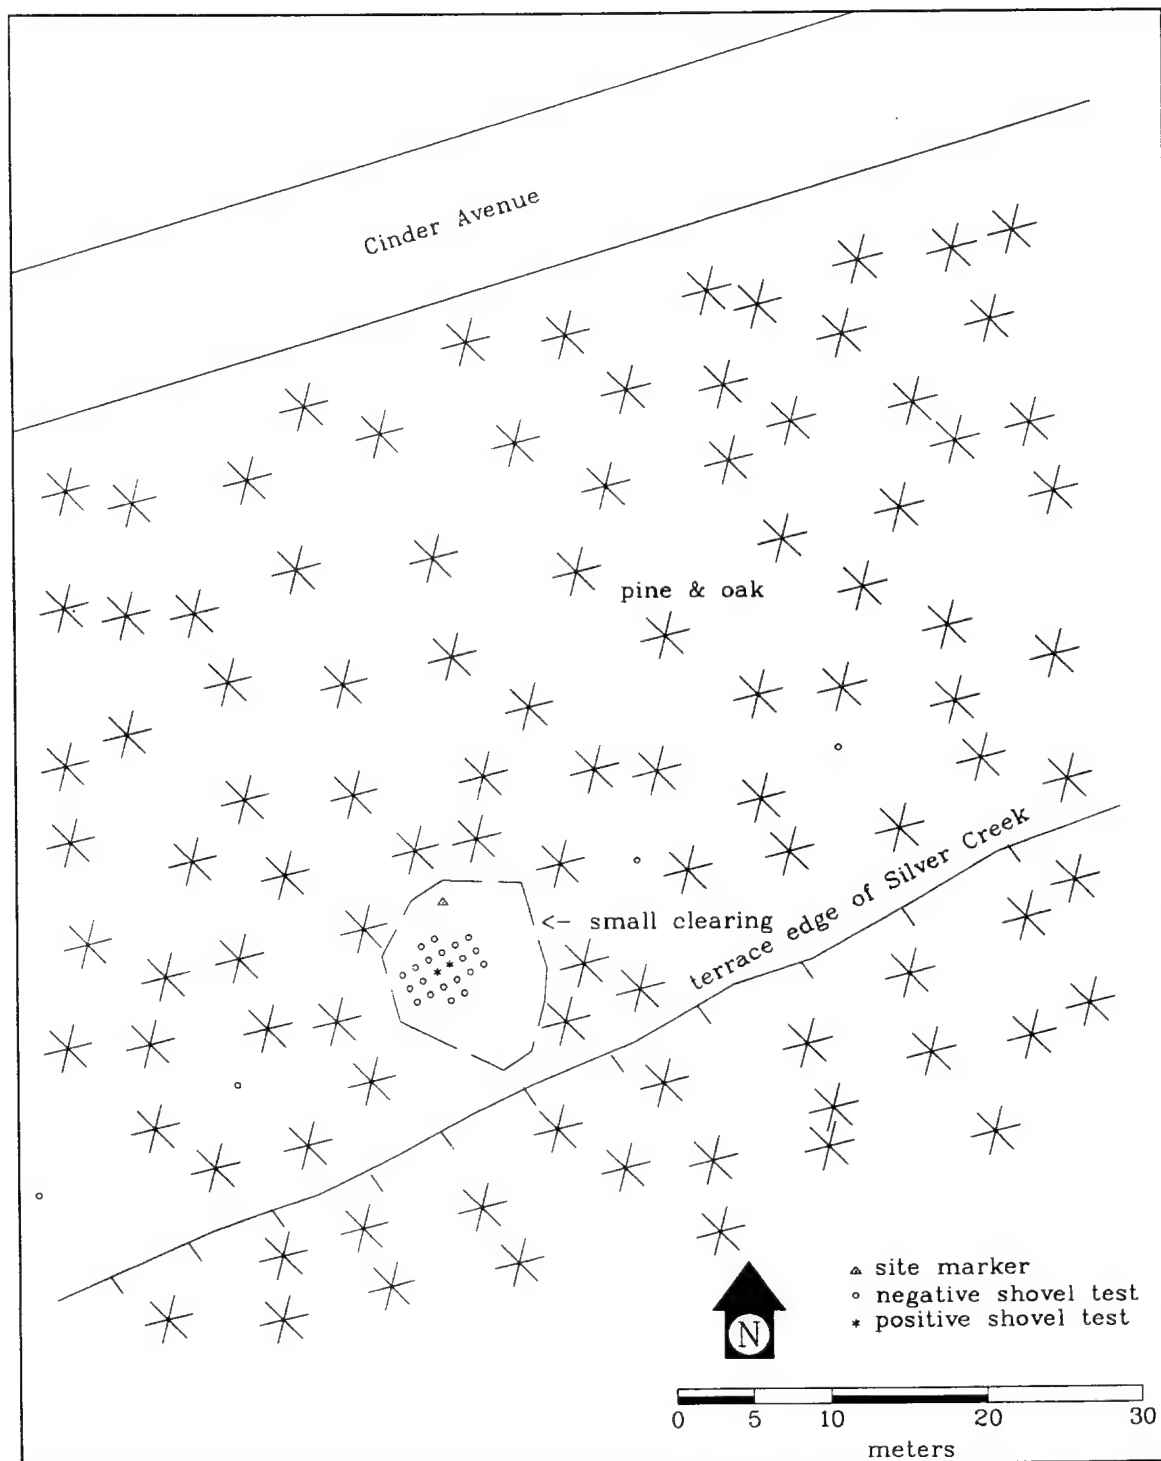 Cinder Avenue
pine & oak
<- small clearing
terrace edge of Silver Creek
site marker
negative shovel test
positive shovel test
N
0 5 10 20 30
meters